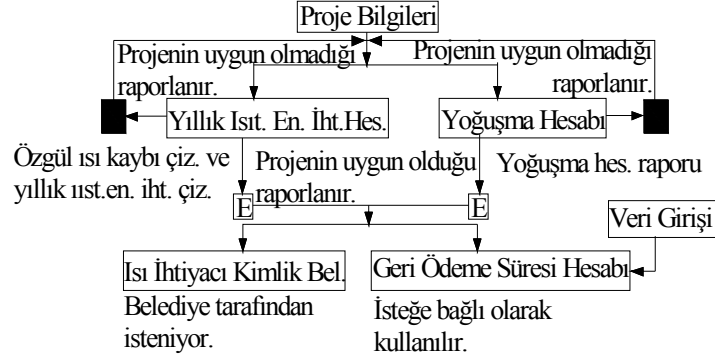 Proje Bilgileri
Projenin uygun olmadığı
raporlanır.
Projenin uygun olmadığı
raporlanır.
Yıllık Isıt. En. İht.Hes.
Yoğuşma Hesabı
Özgül ısı kaybı çiz. ve
yıllık ııst.en. iht. çiz.
Projenin uygun olduğu
raporlanır.
Yoğuşma hes. raporu
E
E
Veri Girişi
Isı İhtiyacı Kimlik Bel.
Geri Ödeme Süresi Hesabı
Belediye tarafından
isteniyor.
İsteğe bağlı olarak
kullanılır.